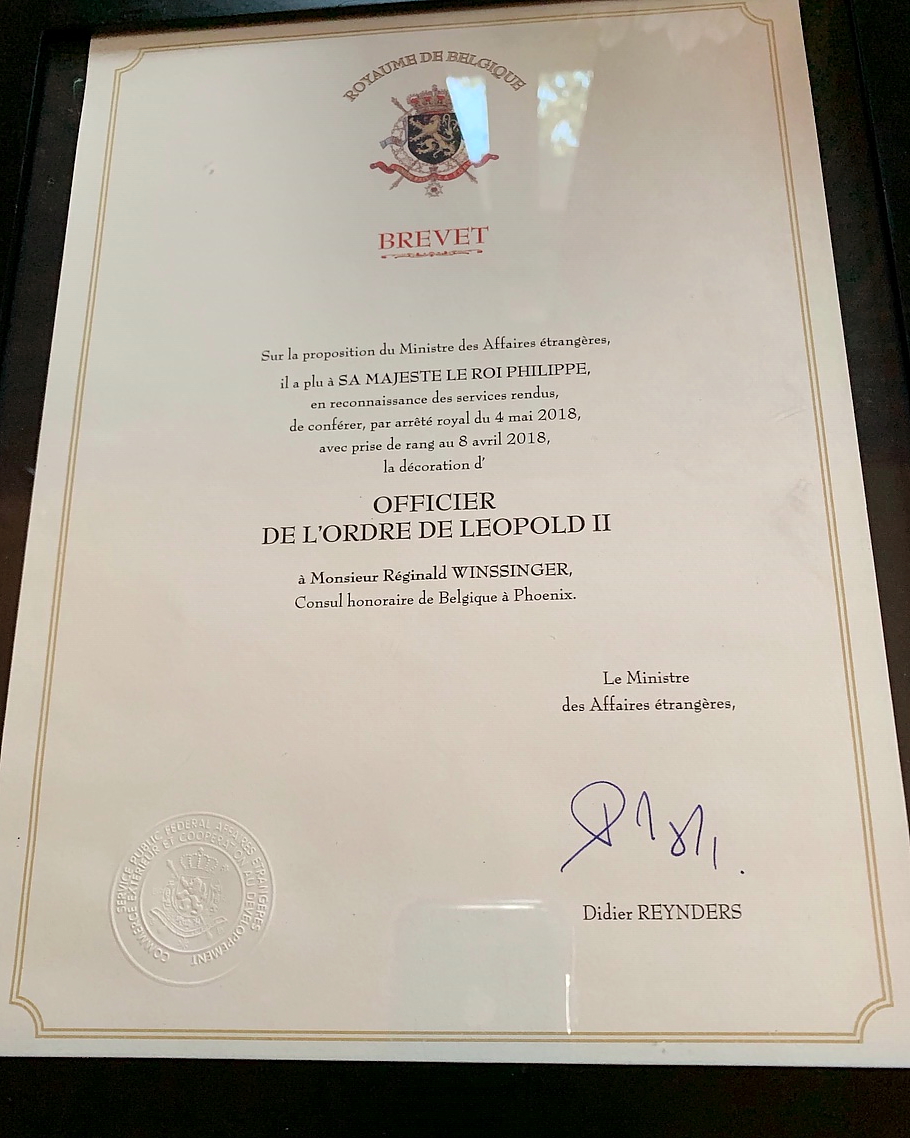 ROYAUME DE BELGIQUE
BREVET
Sur la proposition du Ministre des Affaires étrangères,
il a plu à SA MAJESTE LE ROI PHILIPPE,
en reconnaissance des services rendus,
de conférer, par arrêté royal du 4 mai 2018,
avec prise de rang au 8 avril 2018,
la décoration d'
OFFICIER
DE L'ORDRE DE LEOPOLD II
à Monsieur Réginald WINSSINGER,
Consul honoraire de Belgique à Phoenix.
Le Ministre
des Affaires étrangères,
Didier REYNDERS
SERVICE PUBLIC FEDERAL AFFAIRES ETRANGERES
COMMERCE EXTERIEUR ET COOPERATION AU DEVELOPPEMENT